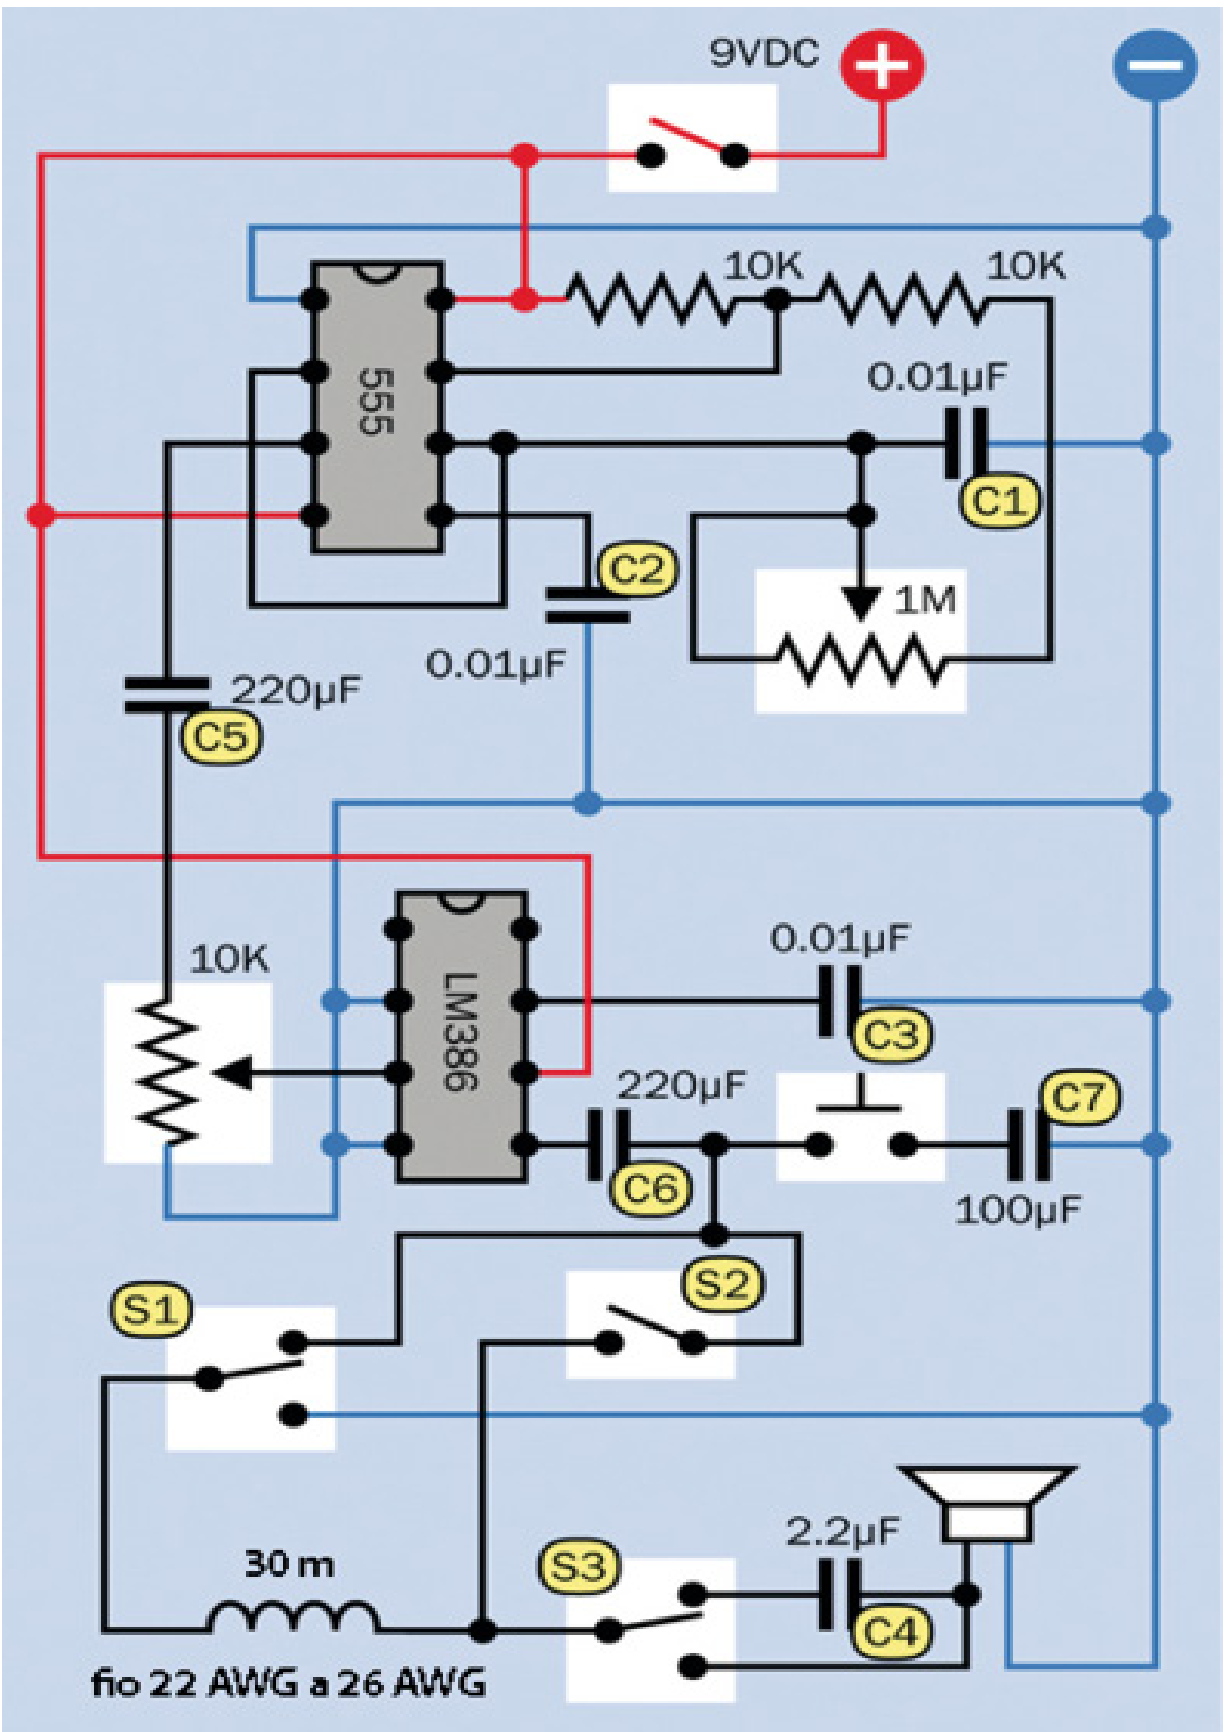 9VDC
10K
10K
555
0.01µF
C1
C2
1M
0.01µF
220µF
C5
10K
LM386
0.01µF
C3
220µF
C7
C6
100µF
S2
S1
2.2µF
30 m
S3
C4
fio 22 AWG a 26 AWG